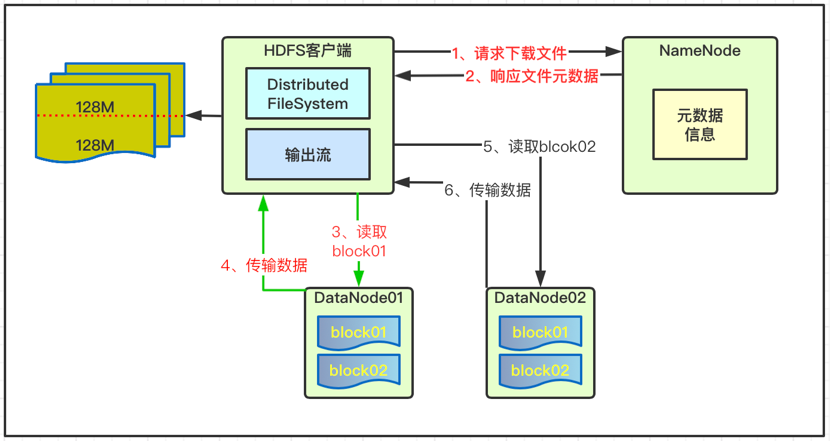 HDFS客户端
1、请求下载文件
NameNode
2、响应文件元数据
Distributed
FileSystem
128M
128M
元数据
信息
输出流
5、读取blcok02
6、传输数据
3、读取
block01
4、传输数据
DataNode01
block01
block02
DataNode02
block01
block02